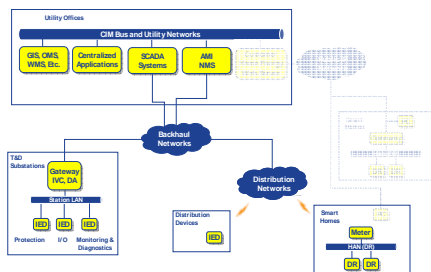 Utility Offices
CIM Bus and Utility Networks
GIS, OMS,
WMS, Etc.
Centralized
Applications
SCADA
Systems
AMI
NMS
Backhaul
Networks
T&D
Substations
Gateway
IVC, DA
Station LAN
IED
IED
IED
Protection
I/O
Monitoring &
Diagnostics
Distribution
Networks
Distribution
Devices
IED
Smart
Homes
Meter
HAN (DR)
DR
DR